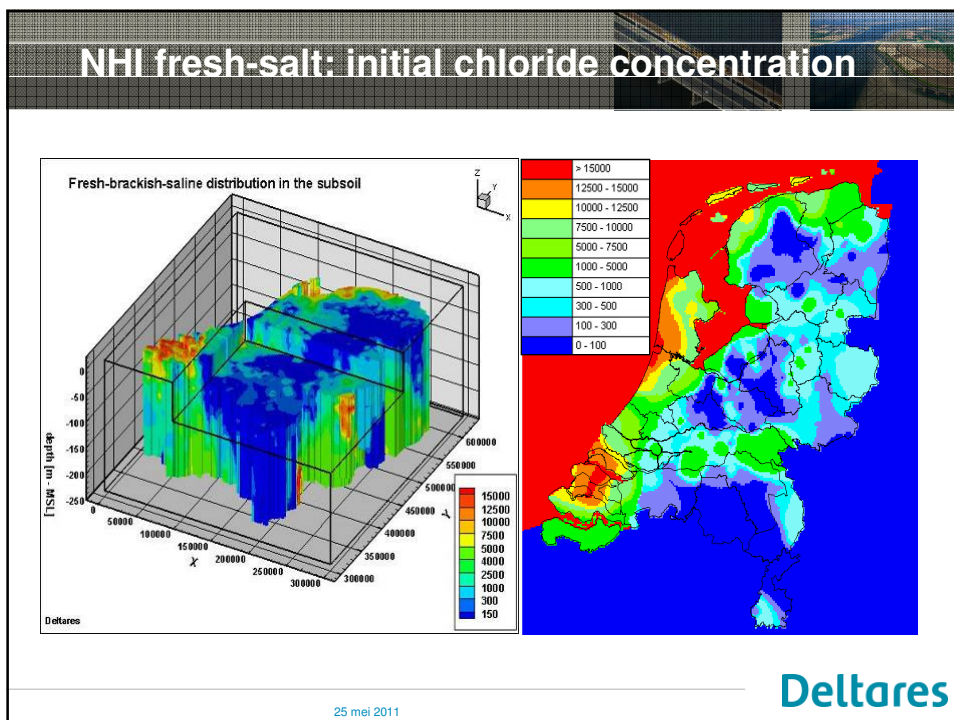 NHI fresh-salt: initial chloride concentration
Fresh-brackish-saline distribution in the subsoil
Z
Y
X
0
-50
-100
-150
-200
-250
depth [m - MSL]
0
50000
100000
150000
200000
250000
300000
X
300000
350000
400000
450000
500000
550000
600000
Y
15000
12500
10000
7500
5000
4000
2500
1000
300
150
Deltares
> 15000
12500 - 15000
10000 - 12500
7500 - 10000
5000 - 7500
1000 - 5000
500 - 1000
300 - 500
100 - 300
0 - 100
25 mei 2011
Deltares